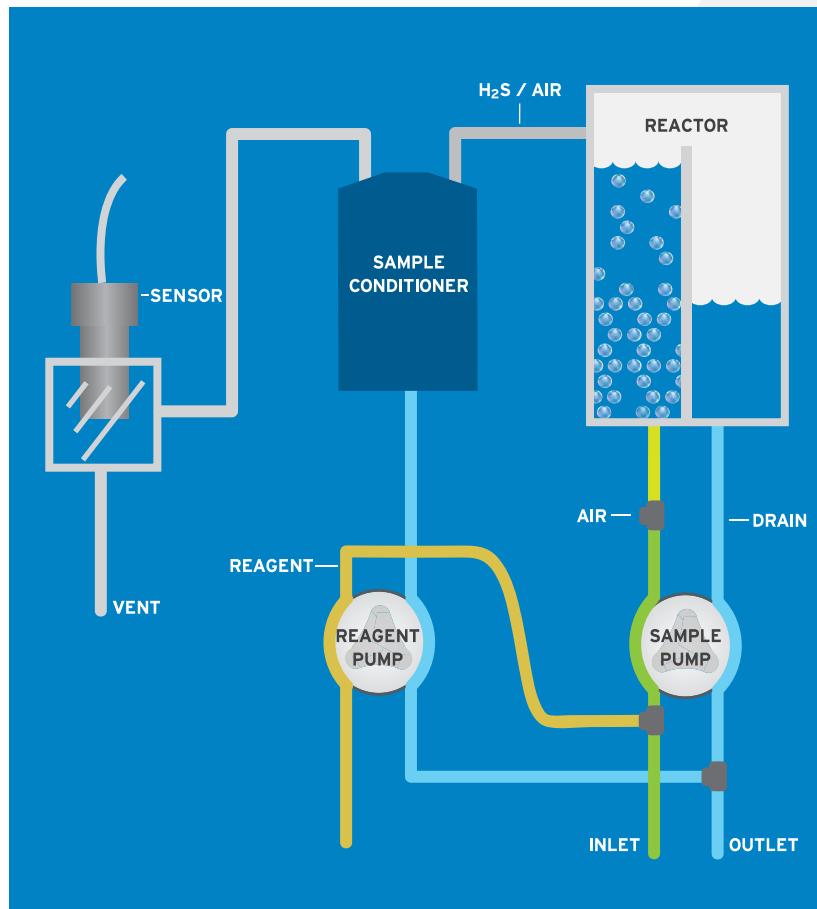 H₂S / AIR
REACTOR
SAMPLE
CONDITIONER
SENSOR
AIR
DRAIN
REAGENT
VENT
REAGENT
PUMP
SAMPLE
PUMP
INLET
OUTLET